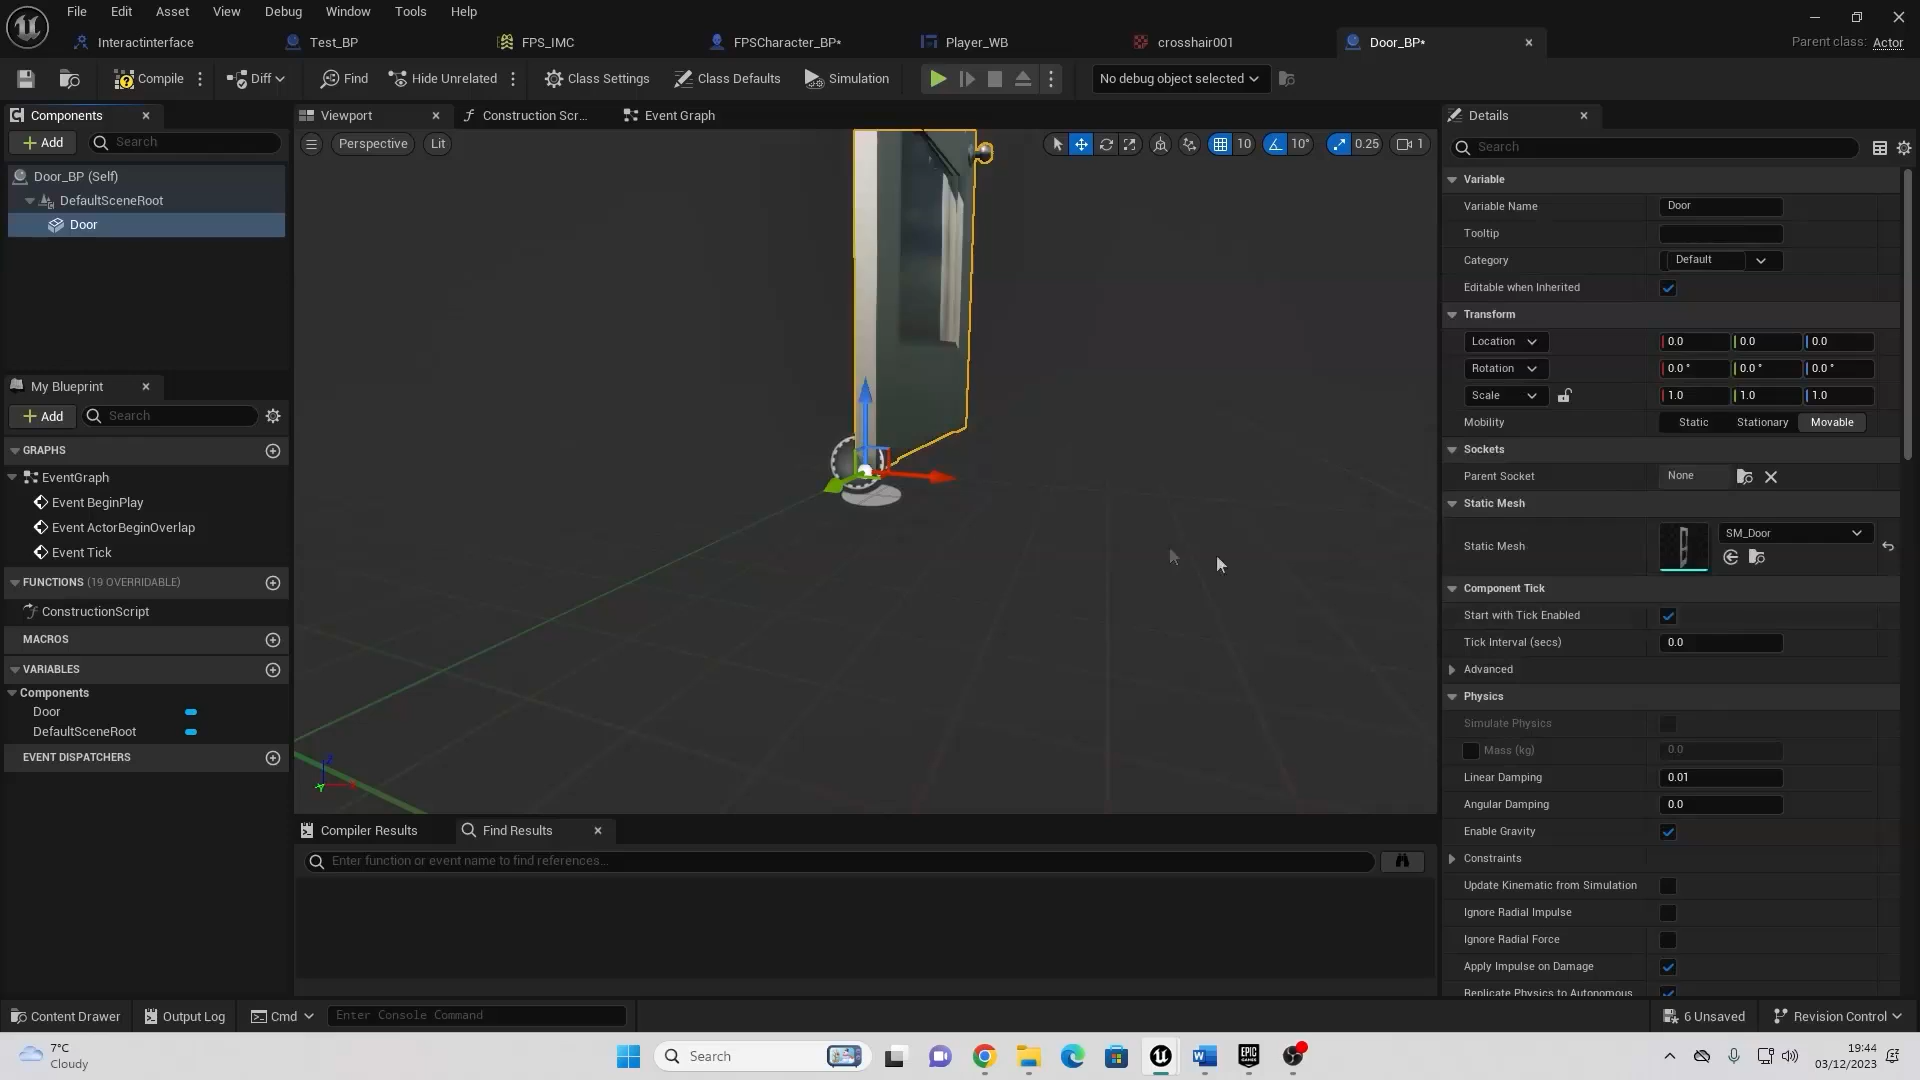 File Edit Asset View Debug Window Tools Help
Interactinterface Test_BP FPS_IMC FPSCharacter_BP* Player_WB crosshair001 Door_BP*
Parent class: Actor
Compile Diff Find Hide Unrelated Class Settings Class Defaults Simulation No debug object selected
Components
Add Search
Door_BP (Self)
DefaultSceneRoot
Door
My Blueprint
Add Search
GRAPHS
EventGraph
Event BeginPlay
Event ActorBeginOverlap
Event Tick
FUNCTIONS (19 OVERRIDABLE)
ConstructionScript
MACROS
VARIABLES
Components
Door
DefaultSceneRoot
EVENT DISPATCHERS
Viewport Construction Scr... Event Graph
Perspective Lit 10 10° 0.25 1
Z
Y
Compiler Results Find Results
Enter function or event name to find references...
Details
Search
Variable
Variable Name Door
Tooltip
Category Default
Editable when Inherited
Transform
Location 0.0 0.0 0.0
Rotation 0.0 ° 0.0 ° 0.0 °
Scale 1.0 1.0 1.0
Mobility Static Stationary Movable
Sockets
Parent Socket None
Static Mesh
Static Mesh SM_Door
Component Tick
Start with Tick Enabled
Tick Interval (secs) 0.0
Advanced
Physics
Simulate Physics
Mass (kg) 0.0
Linear Damping 0.01
Angular Damping 0.0
Enable Gravity
Constraints
Update Kinematic from Simulation
Ignore Radial Impulse
Ignore Radial Force
Apply Impulse on Damage
Replicate Physics to Autonomous
Content Drawer Output Log Cmd Enter Console Command 6 Unsaved Revision Control
7°C
Cloudy
Search
EPIC
GAMES
19:44
03/12/2023